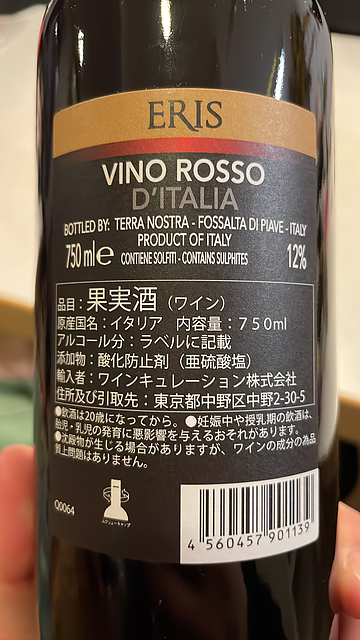 ERIS
VINO ROSSO
D'ITALIA
BOTTLED BY: TERRA NOSTRA - FOSSALTA DI PIAVE - ITALY
PRODUCT OF ITALY
750 ml e CONTIENE SOLFITI - CONTAINS SULPHITES 12%
品目：果実酒（ワイン）
原産国名：イタリア 内容量：７５０ml
アルコール分：ラベルに記載
添加物：酸化防止剤（亜硫酸塩）
輸入者：ワインキュレーション株式会社
住所及び引取先：東京都中野区中野2-30-5
●飲酒は20歳になってから。●妊娠中や授乳期の飲酒は、
胎児・乳児の発育に悪影響を与えるおそれがあります。
●沈殿物が生じる場合がありますが、ワインの成分の為品
質上問題はありません。
Q0064
スクリューキャップ
4 560457 901139